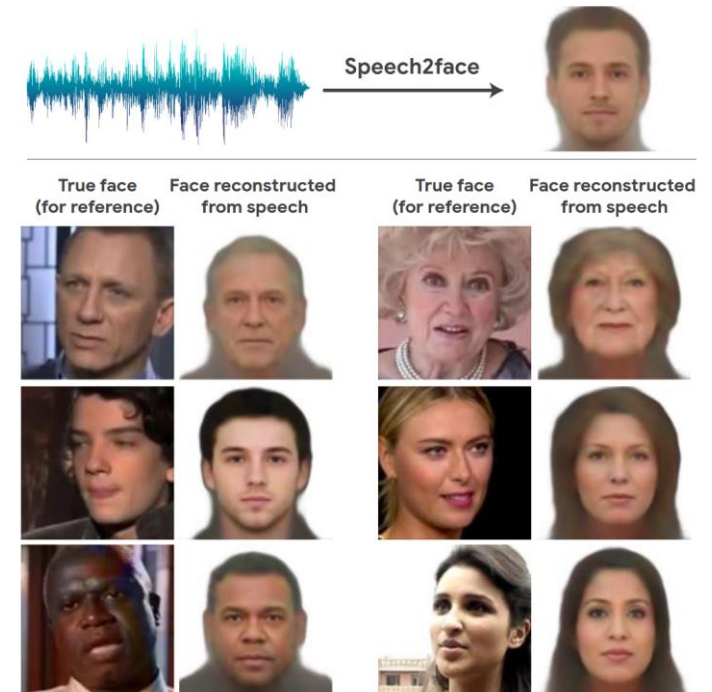 Speech2face
True face
(for reference)
Face reconstructed
from speech
True face
(for reference)
Face reconstructed
from speech